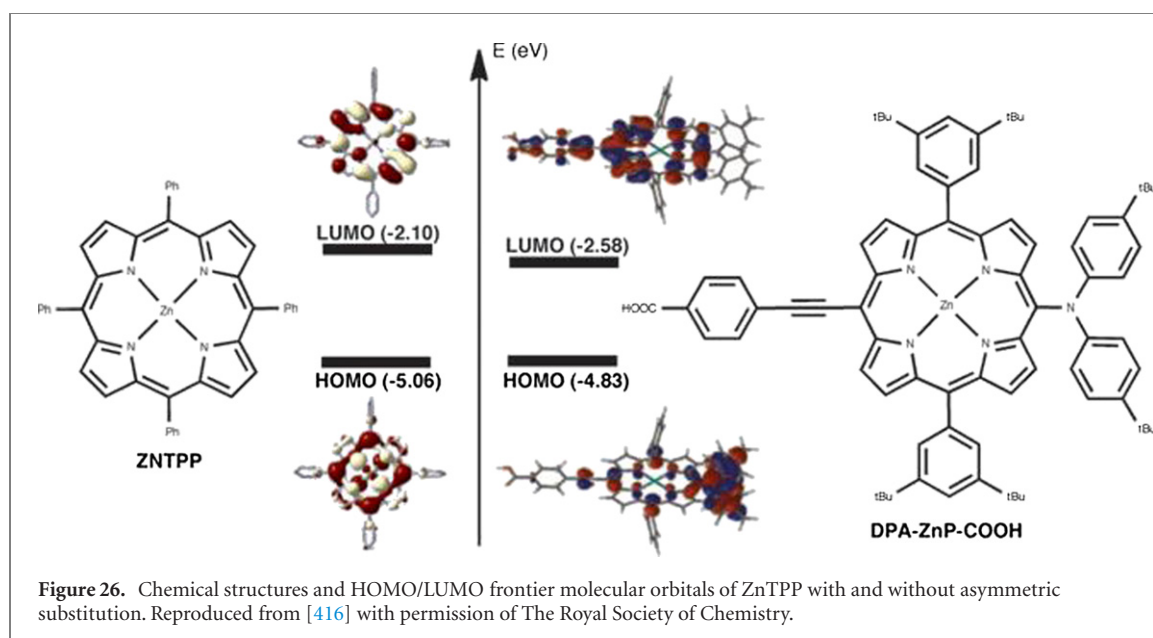 E (eV)
tBu
tBu
Ph
LUMO (-2.10)
LUMO (-2.58)
tBu
N
N
N
N
Ph
Zn
Ph
HOOC
Zn
N
N
N
N
N
HOMO (-5.06)
HOMO (-4.83)
Ph
tBu
ZNTPP
tBu
tBu
DPA-ZnP-COOH
Figure 26. Chemical structures and HOMO/LUMO frontier molecular orbitals of ZnTPP with and without asymmetric
substitution. Reproduced from [416] with permission of The Royal Society of Chemistry.